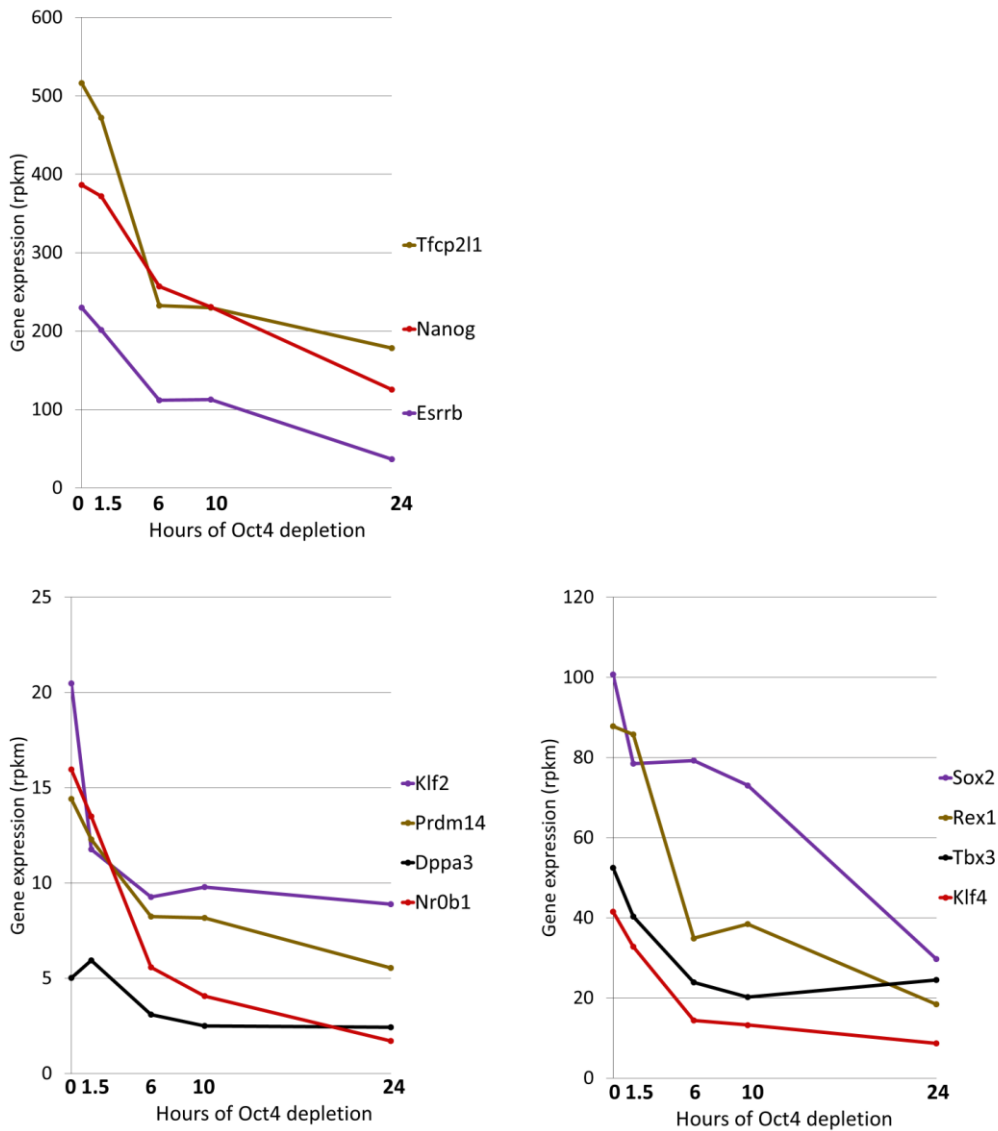 600
500
400
300
200
100
0
Gene expression (rpkm)
Tfcp2l1
Nanog
Esrrb
0 1.5 6 10 24
Hours of Oct4 depletion
25
20
15
10
5
0
Gene expression (rpkm)
Klf2
Prdm14
Dppa3
Nr0b1
0 1.5 6 10 24
Hours of Oct4 depletion
120
100
80
60
40
20
0
Gene expression (rpkm)
Sox2
Rex1
Tbx3
Klf4
0 1.5 6 10 24
Hours of Oct4 depletion